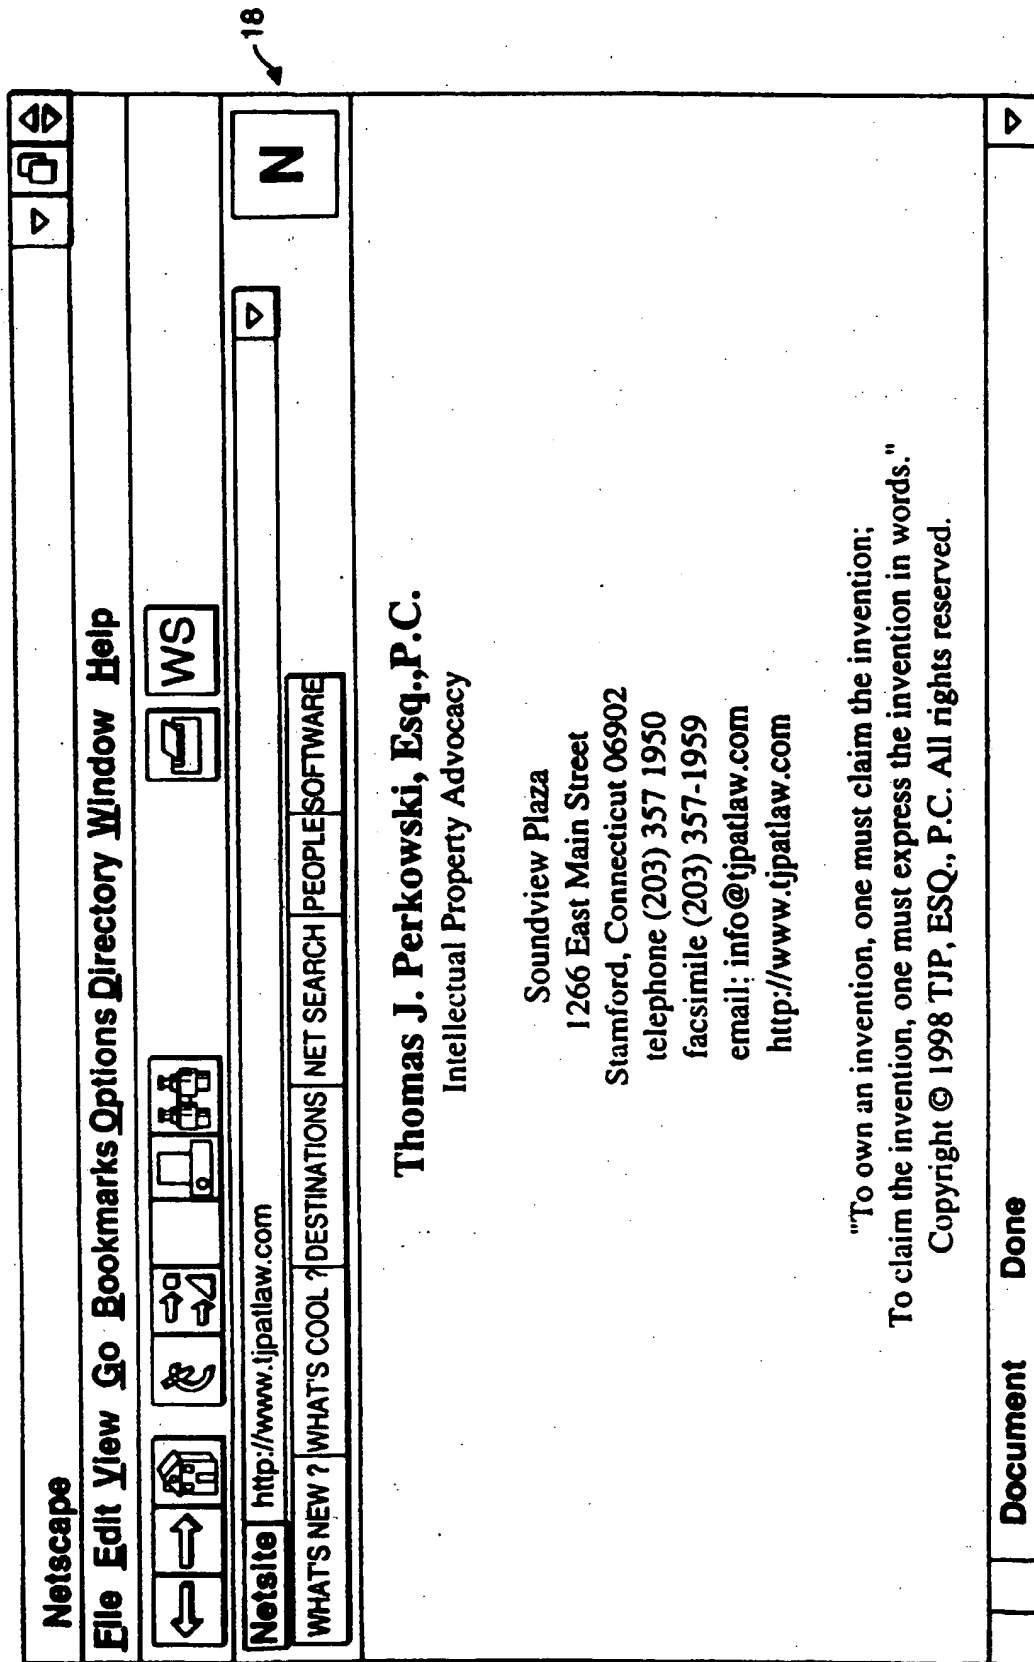 18
Netscape
File Edit View Go Bookmarks Options Directory Window Help
WS
Netsite http://www.tjpatlaw.com
N
WHAT'S NEW ? WHAT'S COOL ? DESTINATIONS NET SEARCH PEOPLE SOFTWARE
Thomas J. Perkowski, Esq.,P.C.
Intellectual Property Advocacy
Soundview Plaza
1266 East Main Street
Stamford, Connecticut 06902
telephone (203) 357 1950
facsimile (203) 357-1959
email; info@tjpatlaw.com
http://www.tjpatlaw.com
"To own an invention, one must claim the invention;
To claim the invention, one must express the invention in words."
Copyright © 1998 TJP, ESQ., P.C. All rights reserved.
Document Done